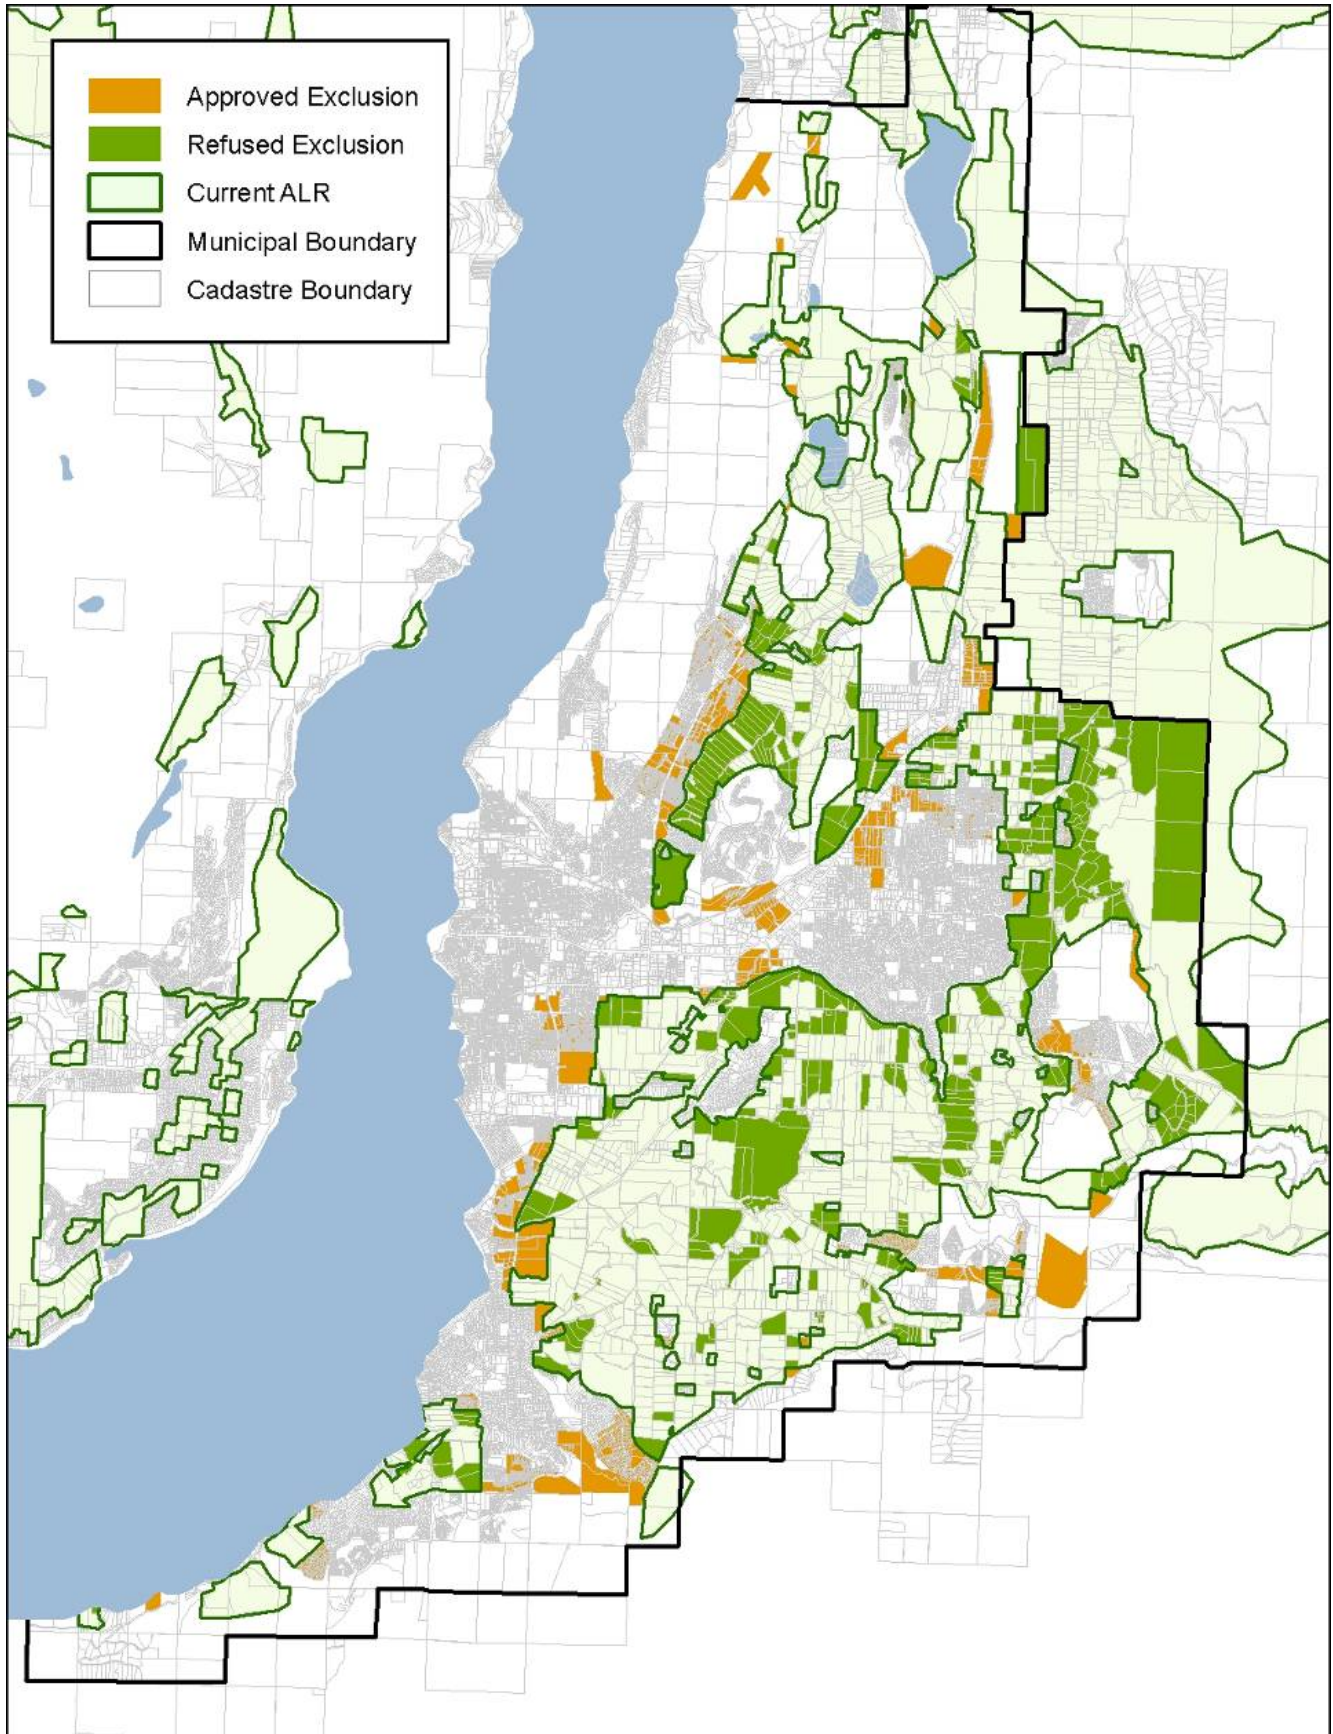 Approved Exclusion
Refused Exclusion
Current ALR
Municipal Boundary
Cadastre Boundary